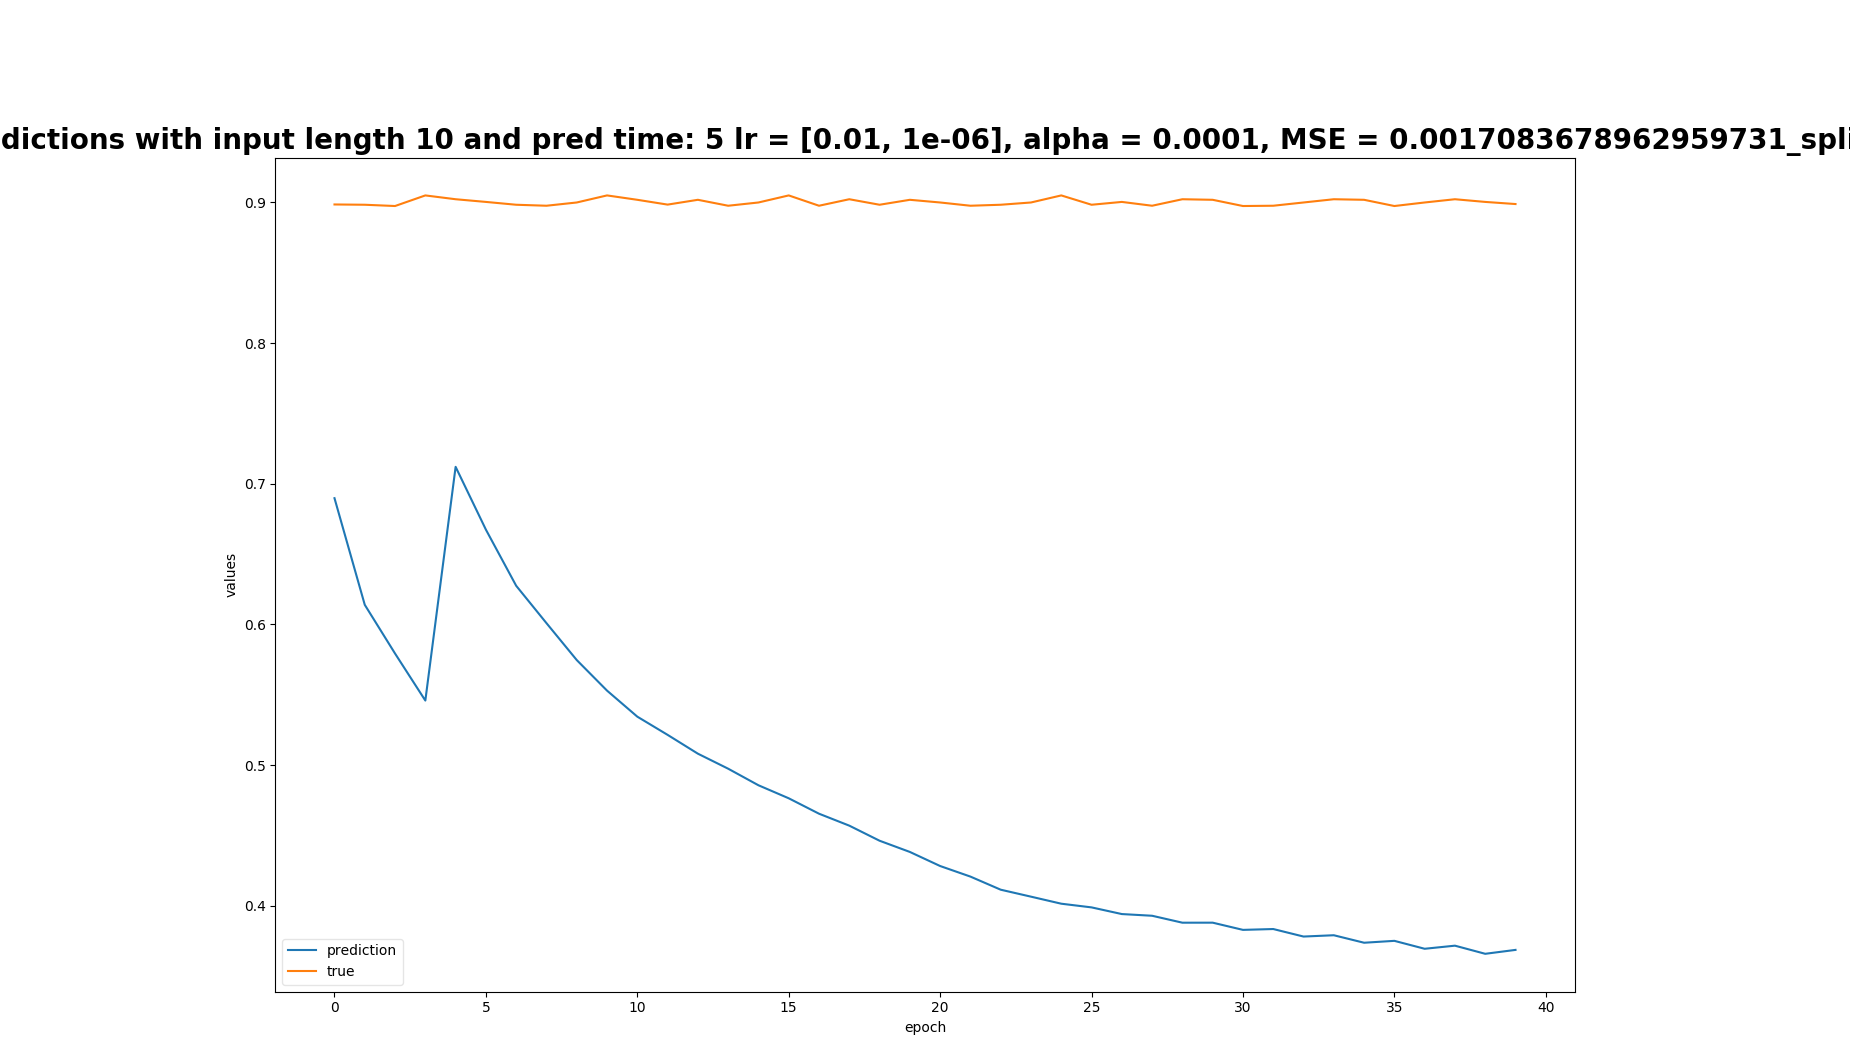 dictions with input length 10 and pred time: 5 lr = [0.01, 1e-06], alpha = 0.0001, MSE = 0.0017083678962959731_spli
0.9
0.8
0.7
0.6
0.5
0.4
values
prediction
true
0 5 10 15 20 25 30 35 40
epoch